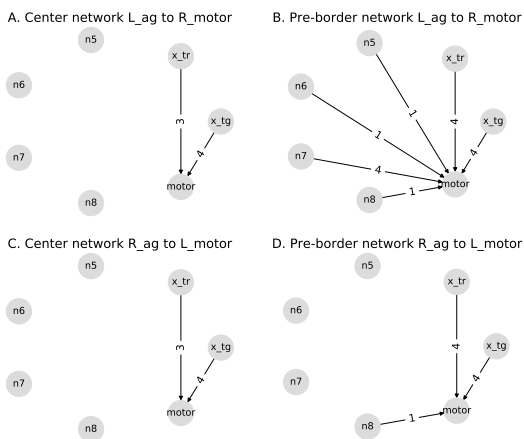 A. Center network L_ag to R_motor
n5
x_tr
n6
3
x_tg
4
n7
motor
n8
B. Pre-border network L_ag to R_motor
n5
x_tr
n6
1
4
x_tg
1
4
n7
4
motor
n8
1
C. Center network R_ag to L_motor
n5
x_tr
n6
3
x_tg
4
n7
motor
n8
D. Pre-border network R_ag to L_motor
n5
x_tr
n6
4
x_tg
4
n7
motor
1
n8